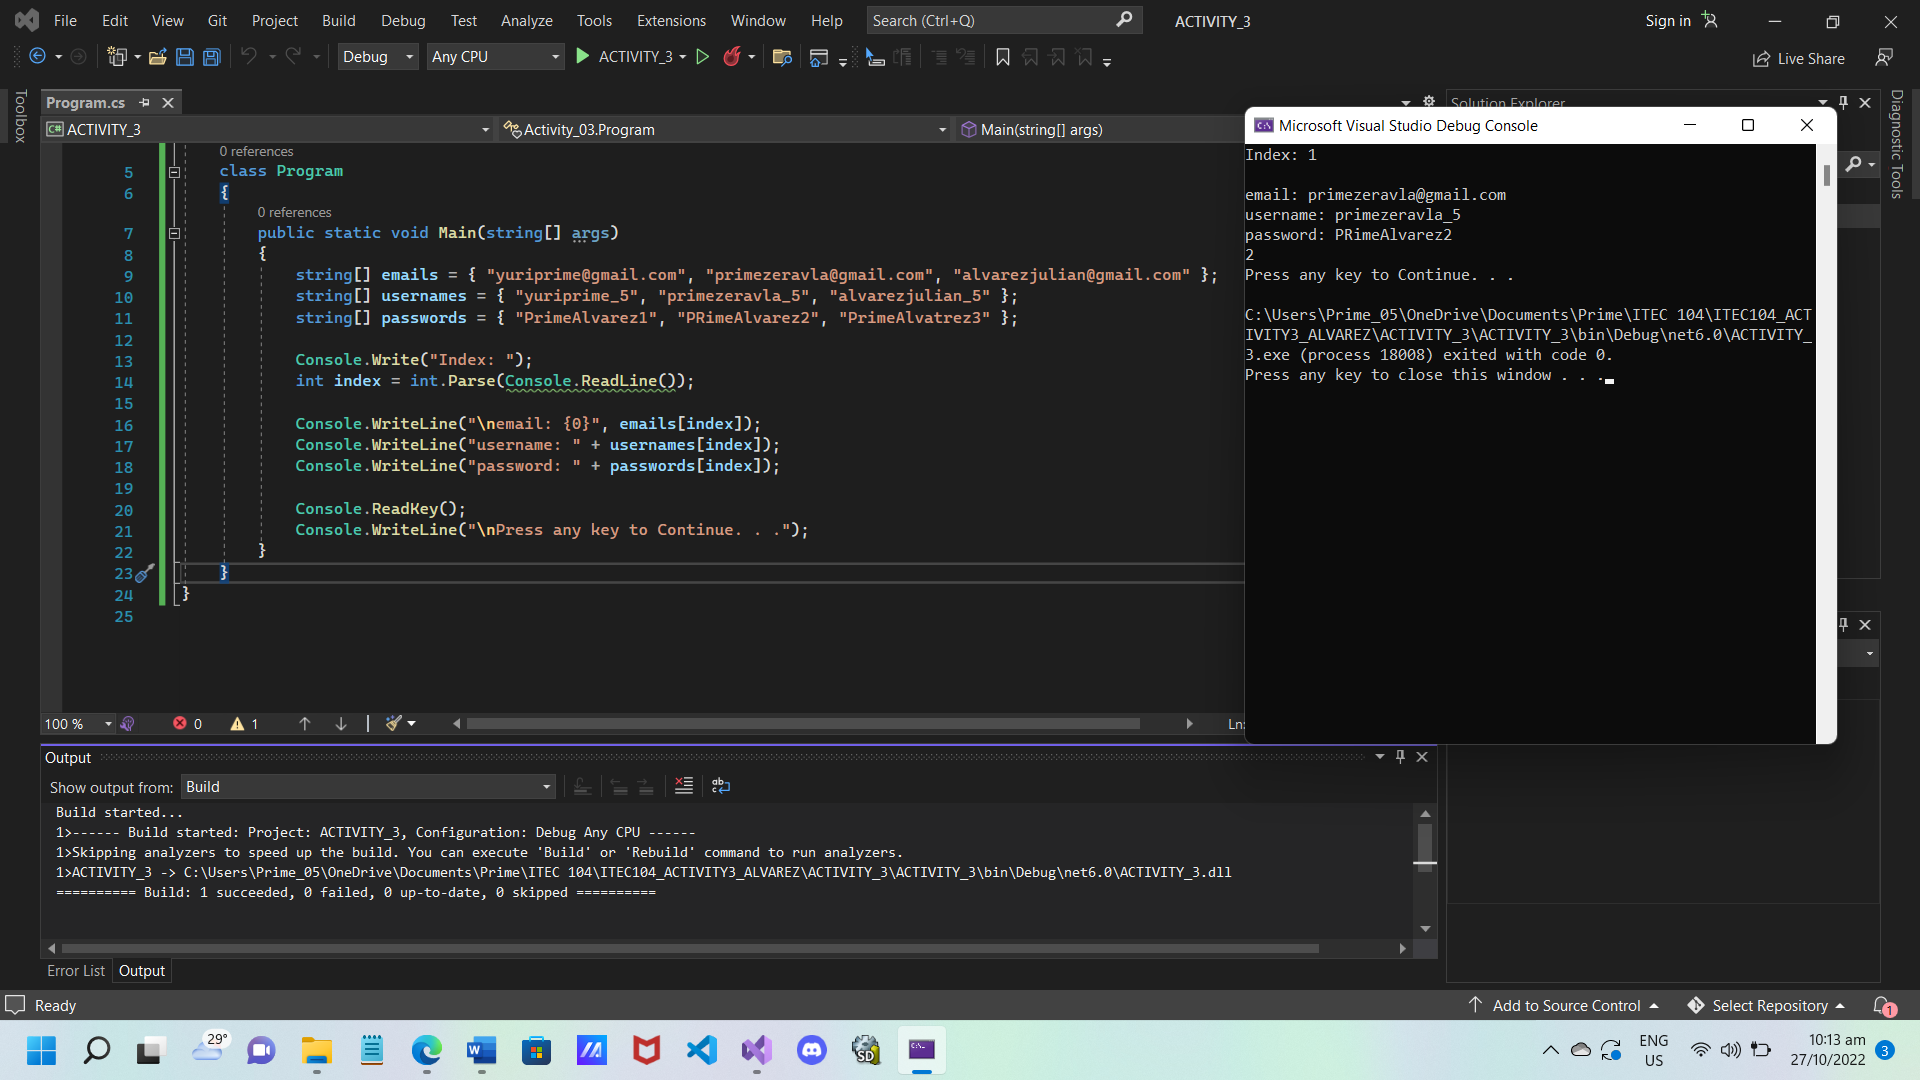 File Edit View Git Project Build Debug Test Analyze Tools Extensions Window Help Search (Ctrl+Q) ACTIVITY_3 Sign in
Debug Any CPU ACTIVITY_3 Live Share
Toolbox
Program.cs
Solution Explorer
Diagnostic Tools
C# ACTIVITY_3 Activity_03.Program Main(string[] args)
0 references
5 class Program
6 {
0 references
7 public static void Main(string[] args)
8 {
9 string[] emails = { "yuriprime@gmail.com", "primezeravla@gmail.com", "alvarezjulian@gmail.com" };
10 string[] usernames = { "yuriprime_5", "primezeravla_5", "alvarezjulian_5" };
11 string[] passwords = { "PrimeAlvarez1", "PRimeAlvarez2", "PrimeAlvatrez3" };
12
13 Console.Write("Index: ");
14 int index = int.Parse(Console.ReadLine());
15
16 Console.WriteLine("\nemail: {0}", emails[index]);
17 Console.WriteLine("username: " + usernames[index]);
18 Console.WriteLine("password: " + passwords[index]);
19
20 Console.ReadKey();
21 Console.WriteLine("\nPress any key to Continue. . .");
22 }
23 }
24 }
25
100 % 0 1 Ln:
Microsoft Visual Studio Debug Console
Index: 1
email: primezeravla@gmail.com
username: primezeravla_5
password: PRimeAlvarez2
2
Press any key to Continue. . .
C:\Users\Prime_05\OneDrive\Documents\Prime\ITEC 104\ITEC104_ACT
IVITY3_ALVAREZ\ACTIVITY_3\ACTIVITY_3\bin\Debug\net6.0\ACTIVITY_
3.exe (process 18008) exited with code 0.
Press any key to close this window . . .
Output
Show output from: Build
Build started...
1>------ Build started: Project: ACTIVITY_3, Configuration: Debug Any CPU ------
1>Skipping analyzers to speed up the build. You can execute 'Build' or 'Rebuild' command to run analyzers.
1>ACTIVITY_3 -> C:\Users\Prime_05\OneDrive\Documents\Prime\ITEC 104\ITEC104_ACTIVITY3_ALVAREZ\ACTIVITY_3\ACTIVITY_3\bin\Debug\net6.0\ACTIVITY_3.dll
========== Build: 1 succeeded, 0 failed, 0 up-to-date, 0 skipped ==========
Error List Output
Ready Add to Source Control Select Repository 1
29° SD ENG
US
10:13 am
27/10/2022 3